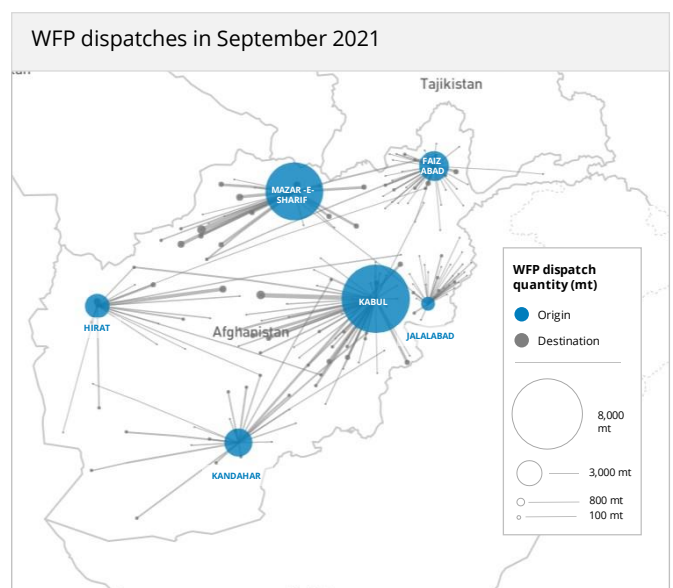 WFP dispatches in September 2021
Tajikistan
FAIZ
ABAD
MAZAR -E-
SHARIF
WFP dispatch
quantity (mt)
KABUL
HIRAT
Origin
Afghanistan
JALALABAD
Destination
8,000
mt
KANDAHAR
3,000 mt
800 mt
100 mt